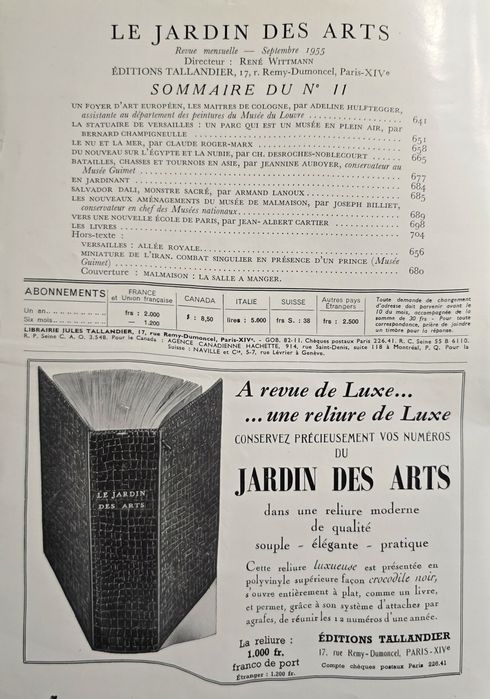 LE JARDIN DES ARTS
Revue mensuelle — Septembre 1955
Directeur : RENÉ WITTMANN
ÉDITIONS TALLANDIER, 17, r. Remy-Dumoncel, Paris-XIVe
SOMMAIRE DU No 11
UN FOYER D'ART EUROPÉEN, LES MAITRES DE COLOGNE, par ADELINE HULFTEGGER,
assistante au département des peintures du Musée du Louvre 641
LA STATUAIRE DE VERSAILLES : UN PARC QUI EST UN MUSÉE EN PLEIN AIR, par
BERNARD CHAMPIGNEULLE 651
LE NU ET LA MER, par CLAUDE ROGER-MARX 658
DU NOUVEAU SUR L'ÉGYPTE ET LA NUBIE, par CH. DESROCHES-NOBLECOURT 665
BATAILLES, CHASSES ET TOURNOIS EN ASIE, par JEANNINE AUBOYER, conservateur au
Musée Guimet 677
EN JARDINANT 684
SALVADOR DALI, MONSTRE SACRÉ, par ARMAND LANOUX 685
LES NOUVEAUX AMÉNAGEMENTS DU MUSÉE DE MALMAISON, par JOSEPH BILLIET,
conservateur en chef des Musées nationaux 689
VERS UNE NOUVELLE ÉCOLE DE PARIS, par JEAN-ALBERT CARTIER 698
LES LIVRES 704
Hors-texte :
VERSAILLES : ALLÉE ROYALE 656
MINIATURE DE L'IRAN. COMBAT SINGULIER EN PRÉSENCE D'UN PRINCE (Musée
Guimet) 680
Couverture : MALMAISON : LA SALLE A MANGER.
ABONNEMENTS FRANCE et Union française CANADA ITALIE SUISSE Autres pays Étrangers
Un an frs : 2.000 $ : 8,50 lires : 5.000 frs S. : 38 frs : 2.500
Six mois — 1.200
Toute demande de changement
d'adresse doit parvenir avant le
10 du mois, accompagnée de la
somme de 30 frs - Pour toute
correspondance, prière de joindre
un timbre pour la réponse.
LIBRAIRIE JULES TALLANDIER, 17, rue Remy-Dumoncel, Paris-XIVe. - GOB. 82-11. Chèques postaux Paris 226.41. R. C. Seine 55 B 6110.
R. P. Seine C. A. O. 3.548. Pour le Canada : AGENCE CANADIENNE HACHETTE, 914, rue Saint-Denis, suite 118 à Montréal, P. Q. Pour la
Suisse : NAVILLE et Cie, 5-7, rue Lévrier à Genève.
LE JARDIN
DES ARTS
A revue de Luxe...
... une reliure de Luxe
CONSERVEZ PRÉCIEUSEMENT VOS NUMÉROS
DU
JARDIN DES ARTS
dans une reliure moderne
de qualité
souple - élégante - pratique
Cette reliure luxueuse est présentée en
polyvinyle supérieure façon crocodile noir,
s'ouvre entièrement à plat, comme un livre,
et permet, grâce à son système d'attaches par
agrafes, de réunir les 12 numéros d'une année.
La reliure :
1.000 fr.
franco de port
Étranger : 1.200 fr.
ÉDITIONS TALLANDIER
17, rue Remy-Dumoncel, PARIS-XIVe
Compte chèques postaux Paris 226.41